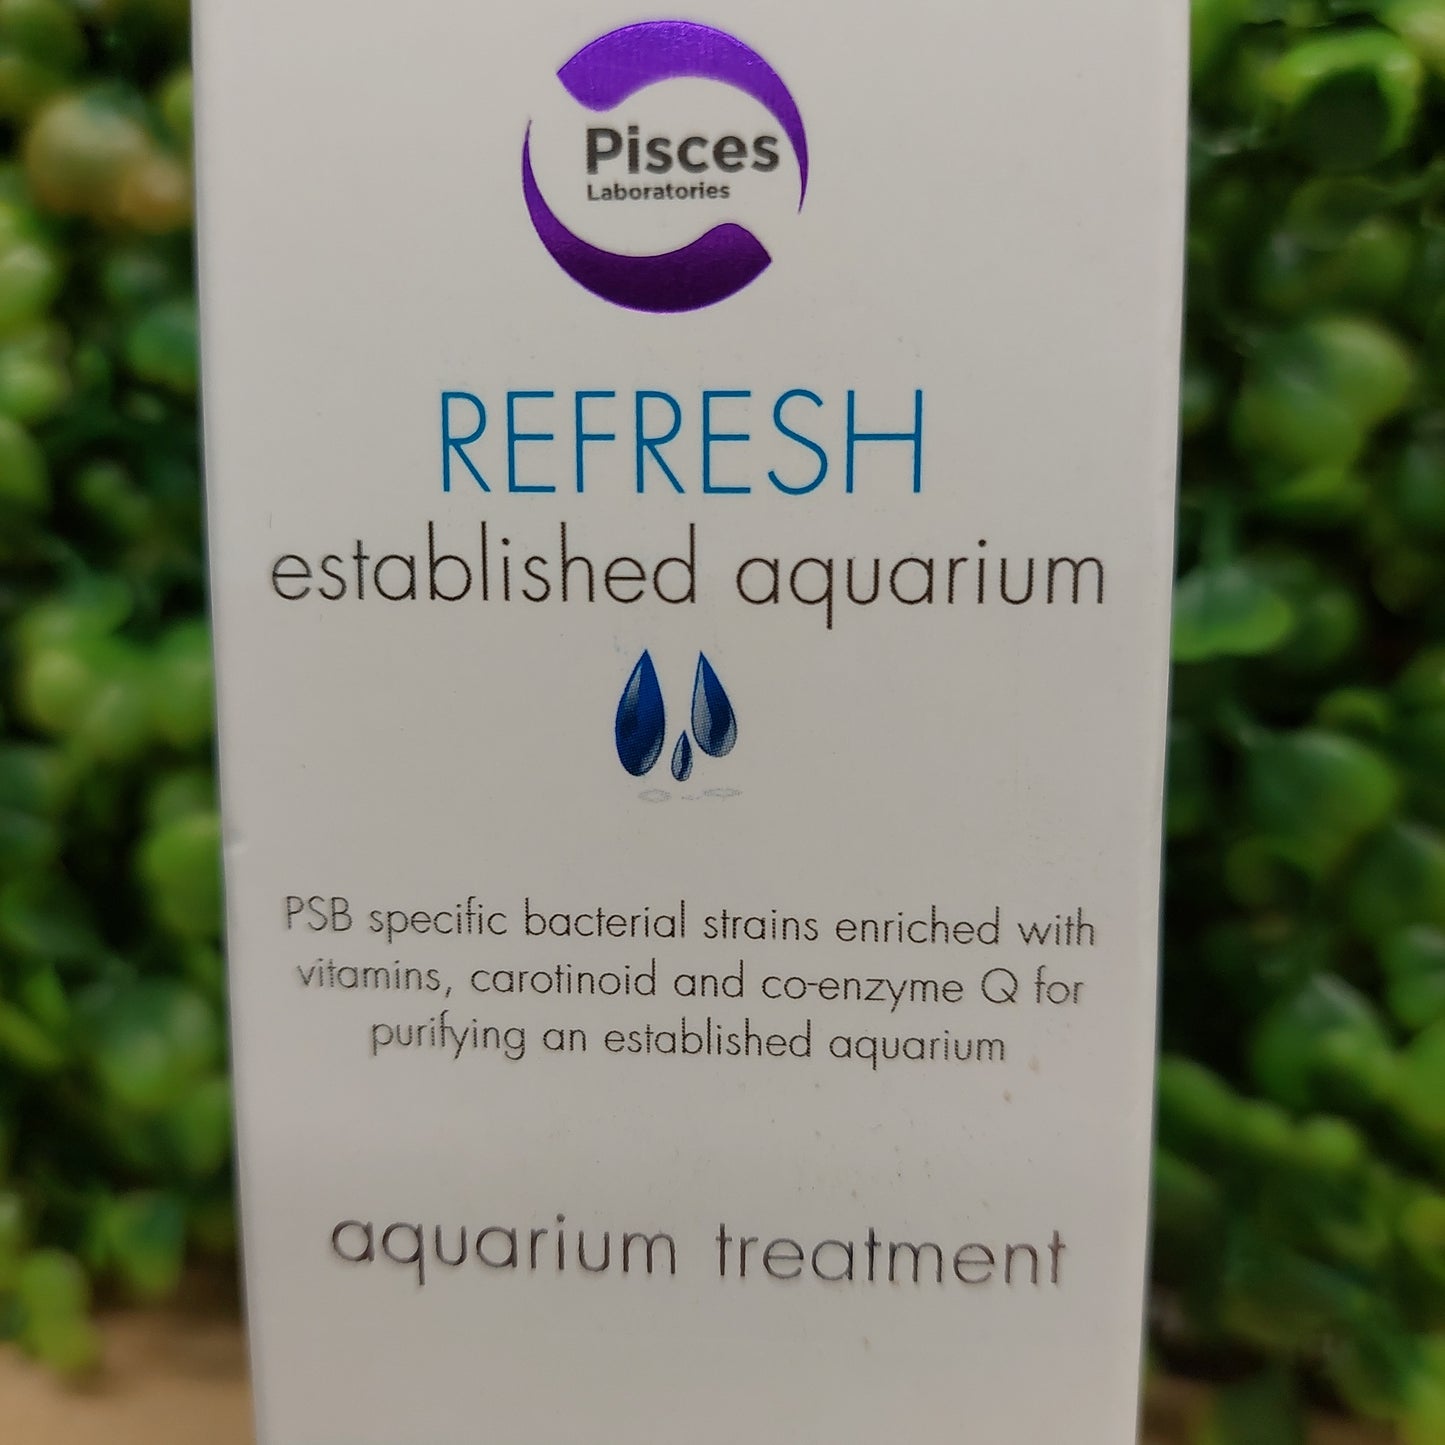 Pisces
Laboratories
REFRESH
established aquarium
PSB specific bacterial strains enriched with
vitamins, carotinoid and co-enzyme Q for
purifying an established aquarium
aquarium treatment